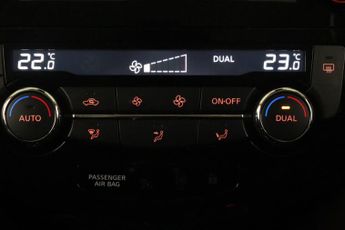 22.0°C DUAL 23.0°C
ON·OFF
AUTO DUAL
PASSENGER
AIR BAG